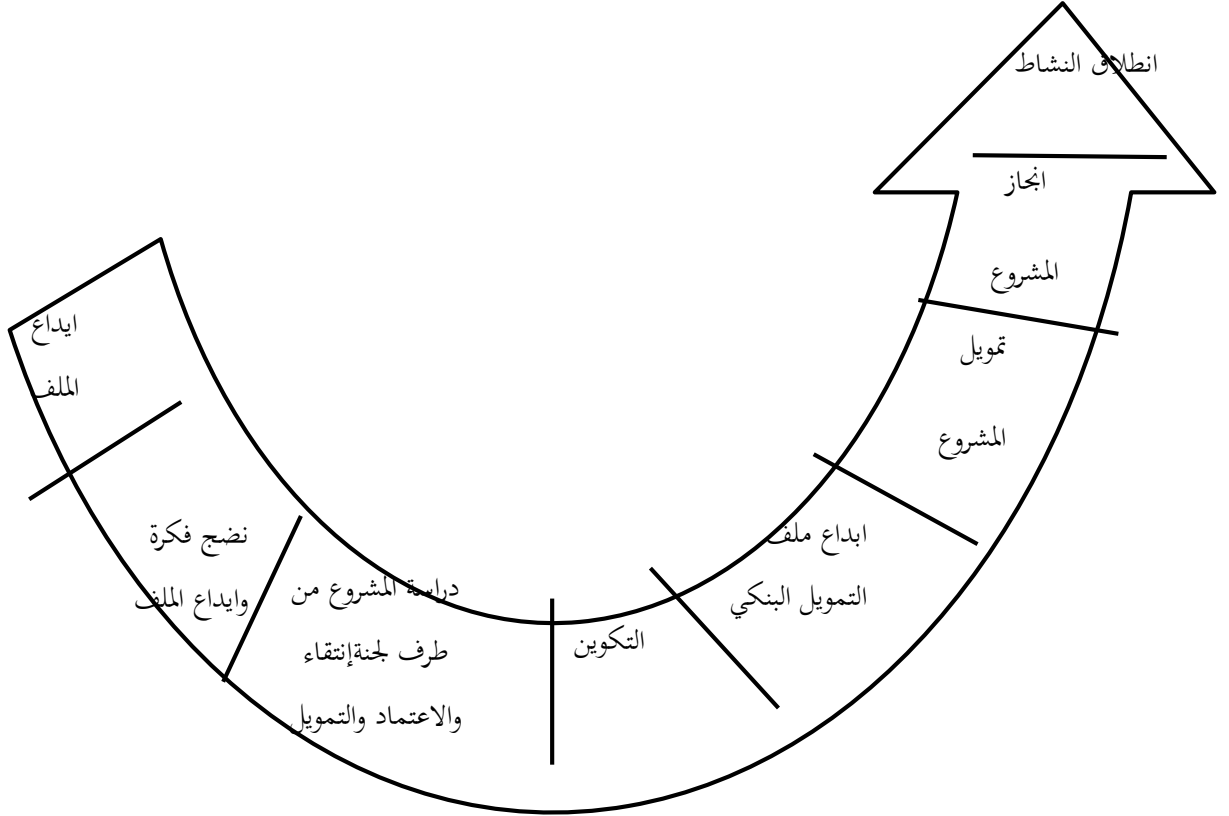 ايداع
الملف
نضج فكرة
وايداع الملف
دراسة المشروع من
طرف لجنةإنتقاء
والاعتماد والتمويل
التكوين
ابداع ملف
التمويل البنكي
تمويل
المشروع
انجاز
المشروع
انطلاق النشاط